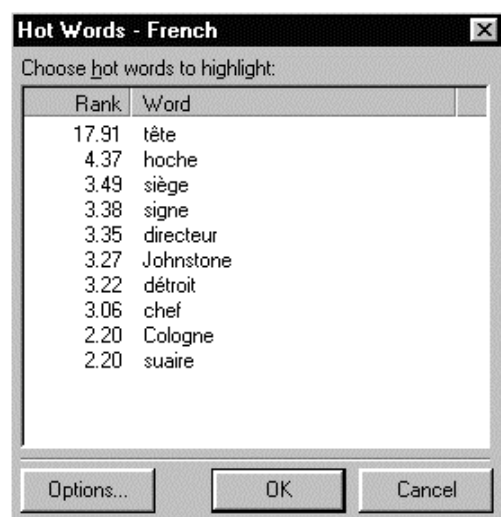 Hot Words - French
Choose hot words to highlight:
Rank Word
17.91 tête
4.37 hoche
3.49 siège
3.38 signe
3.35 directeur
3.27 Johnstone
3.22 détroit
3.06 chef
2.20 Cologne
2.20 suaire
Options... OK Cancel